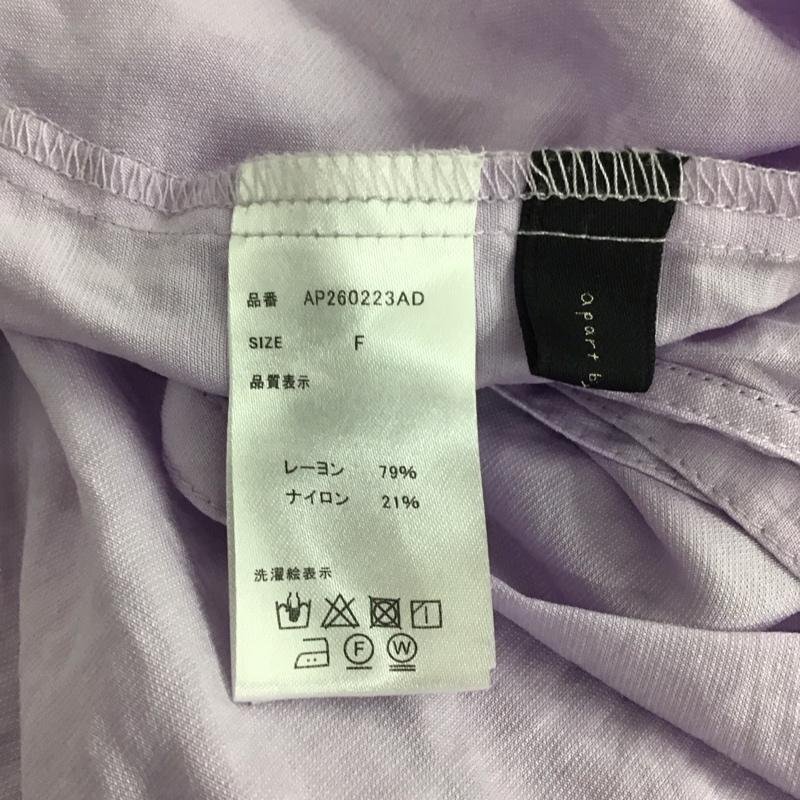 品番 AP260223AD
SIZE F
品質表示
レーヨン 79%
ナイロン 21%
洗濯絵表示
F W
apart b